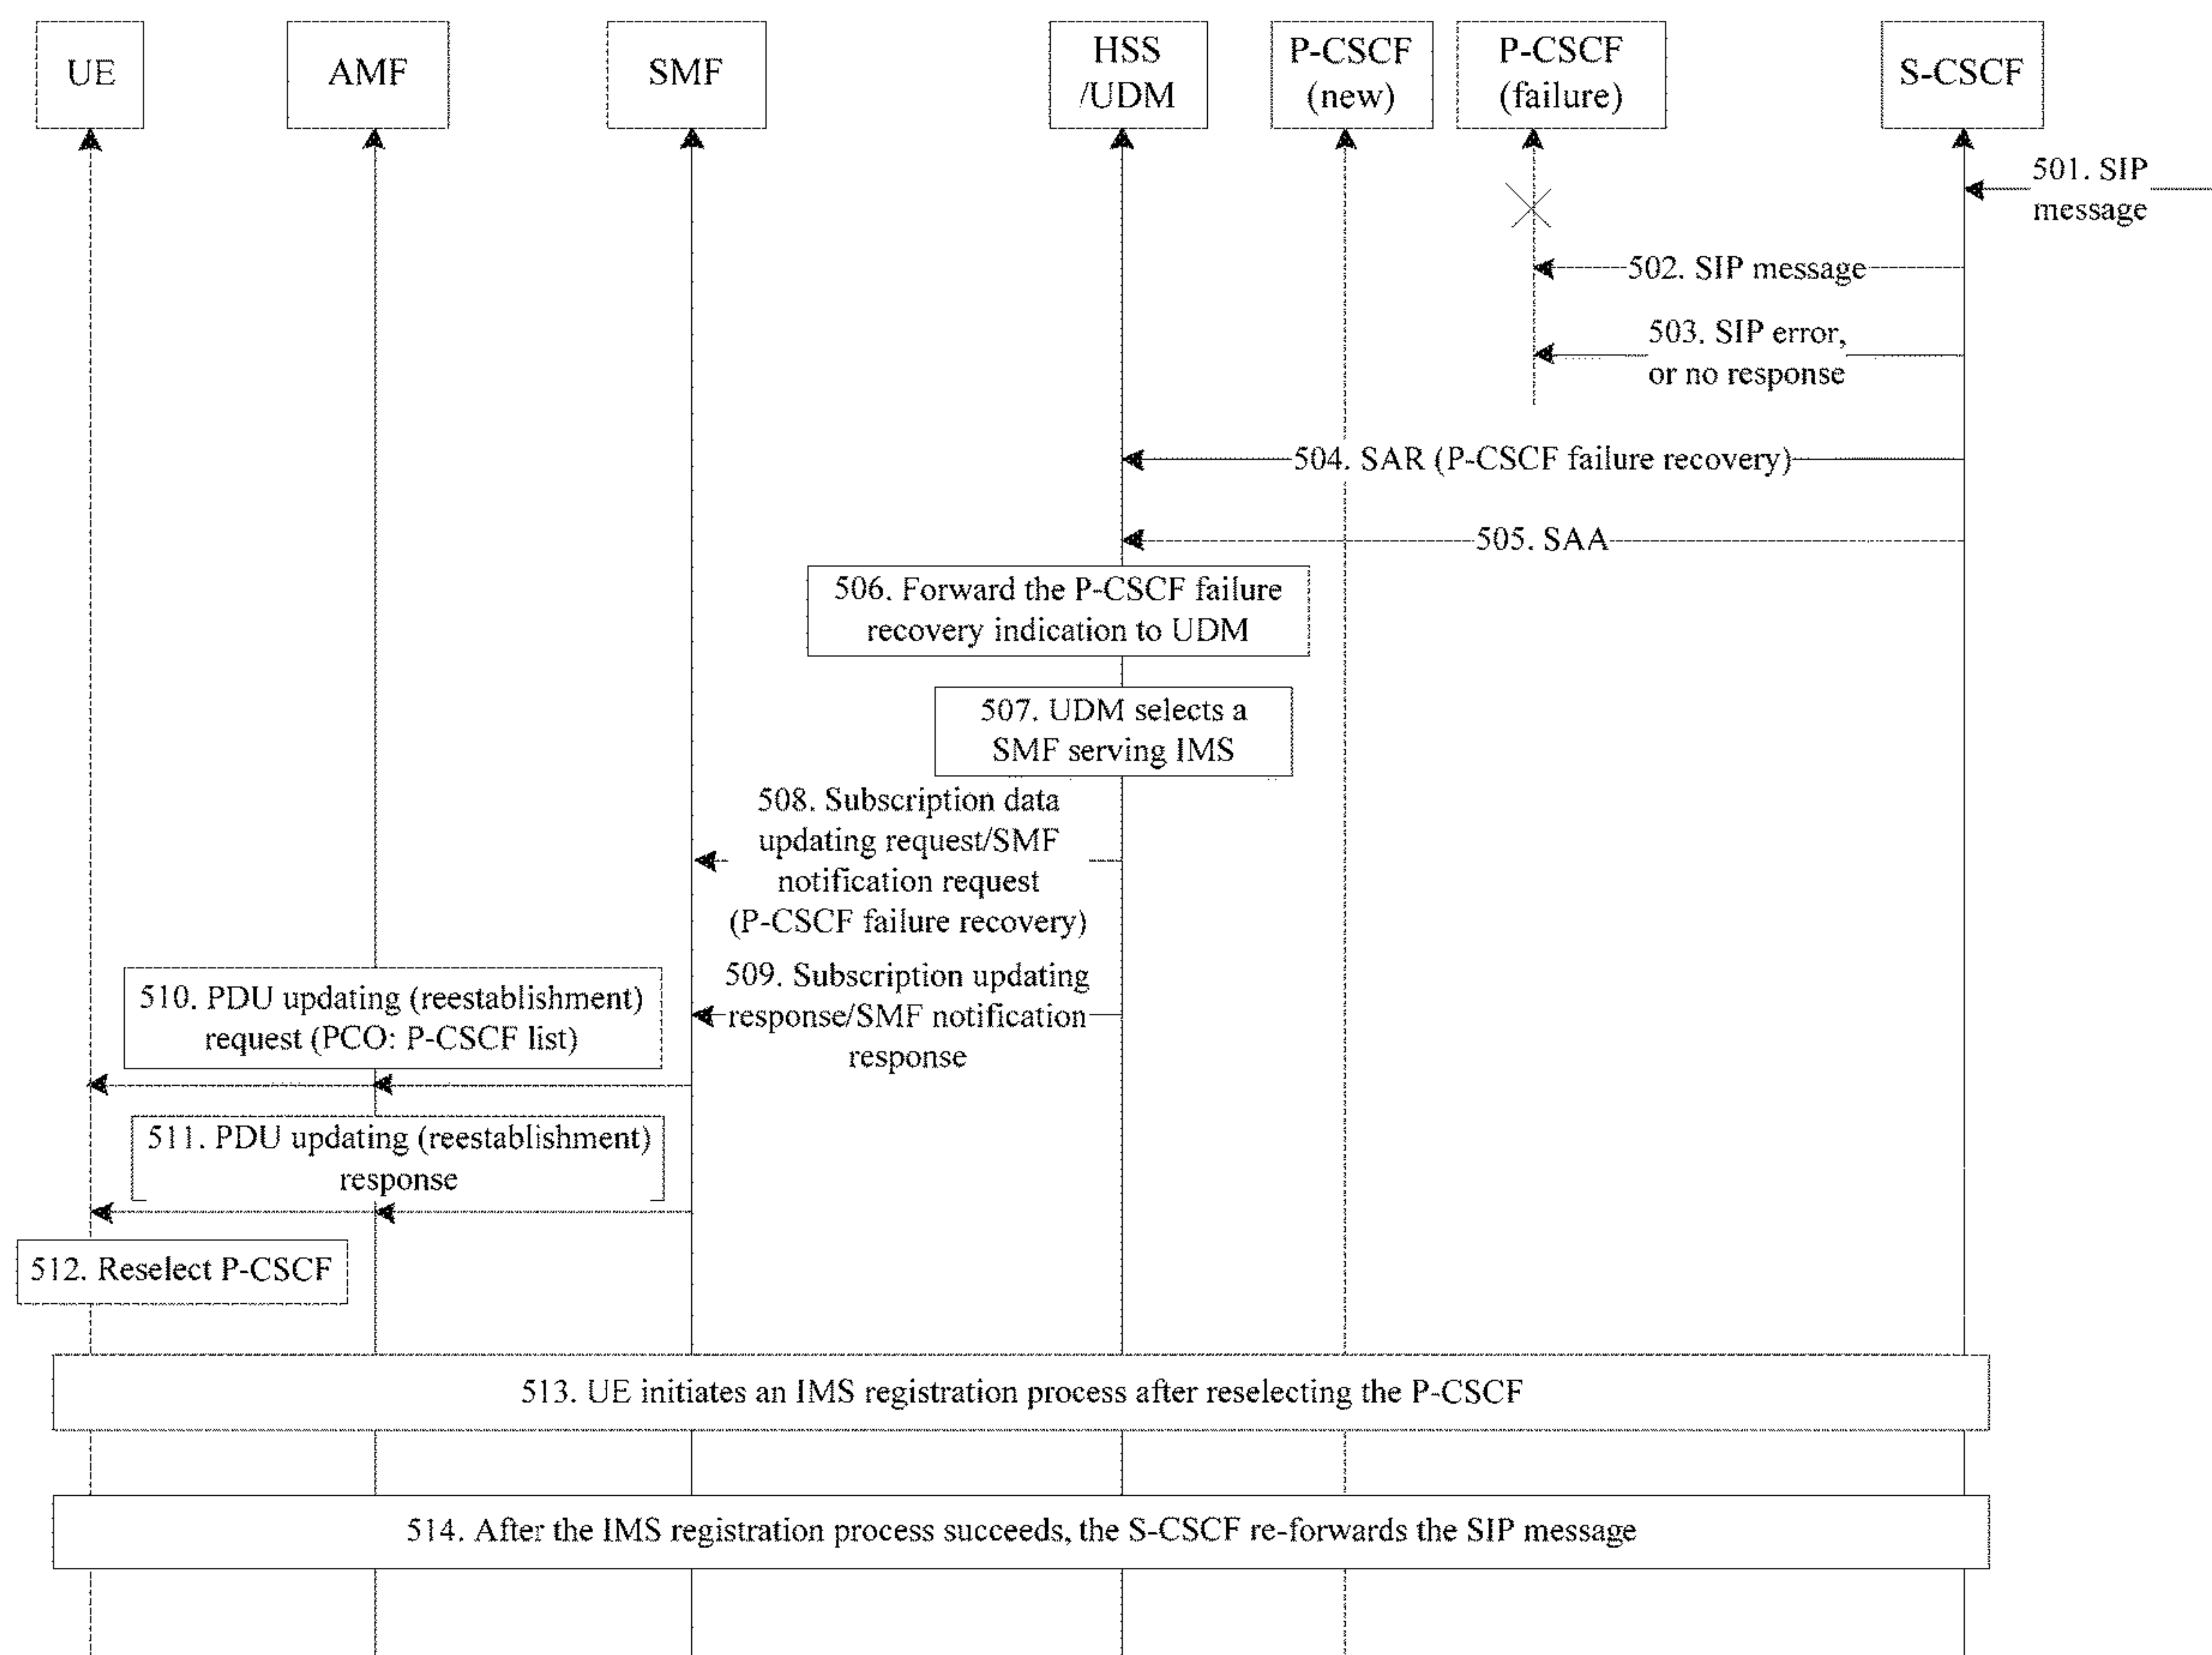 UE
AMF
SMF
HSS
/UDM
P-CSCF
(new)
P-CSCF
(failure)
S-CSCF
501. SIP
message
502. SIP message
503. SIP error,
or no response
504. SAR (P-CSCF failure recovery)
505. SAA
506. Forward the P-CSCF failure
recovery indication to UDM
507. UDM selects a
SMF serving IMS
508. Subscription data
updating request/SMF
notification request
(P-CSCF failure recovery)
509. Subscription updating
response/SMF notification
response
510. PDU updating (reestablishment)
request (PCO: P-CSCF list)
511. PDU updating (reestablishment)
response
512. Reselect P-CSCF
513. UE initiates an IMS registration process after reselecting the P-CSCF
514. After the IMS registration process succeeds, the S-CSCF re-forwards the SIP message